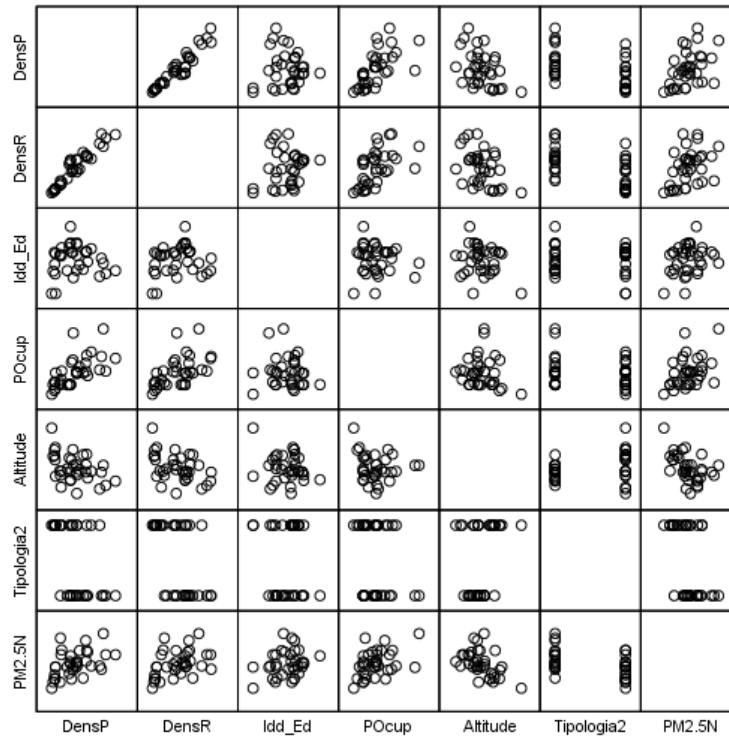 DensP
DensR
Idd_Ed
POcup
Altitude
Tipologia2
PM2.5N
DensP DensR Idd_Ed POcup Altitude Tipologia2 PM2.5N